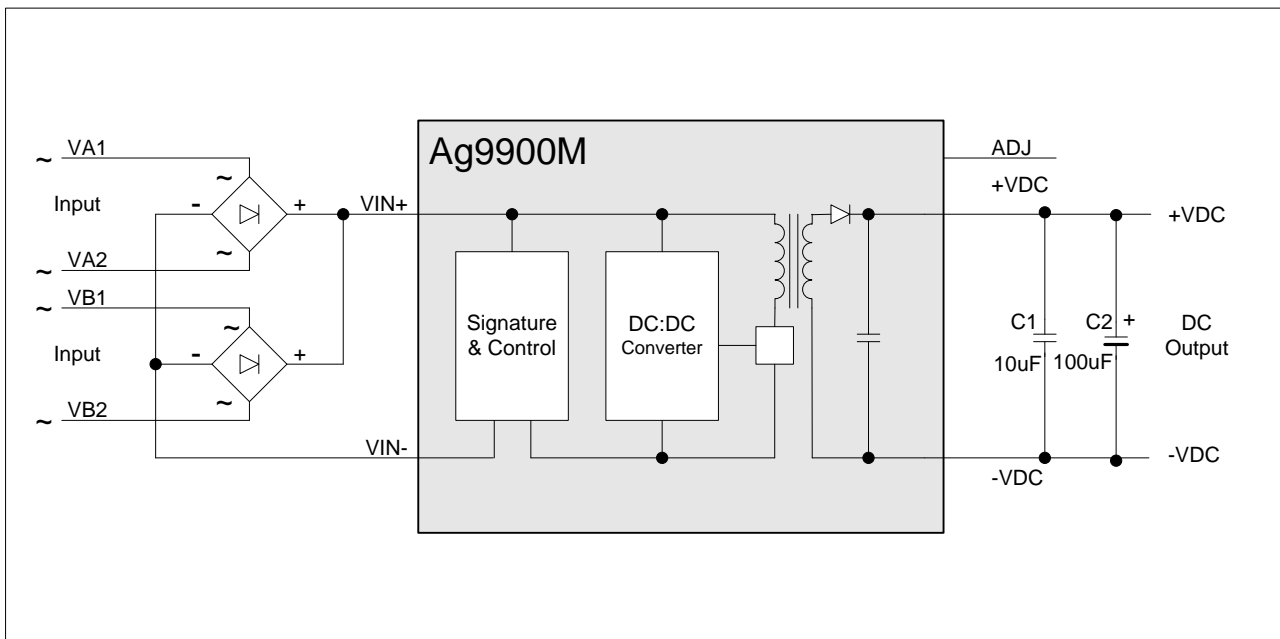 Ag9900M
~ VA1
~
Input
- +
VIN+
~
~ VA2
~ VB1
~
Input
- +
~
~ VB2
VIN-
Signature
& Control
DC:DC
Converter
ADJ
+VDC
+VDC
C1
10uF
C2 +
100uF
DC
Output
-VDC
-VDC